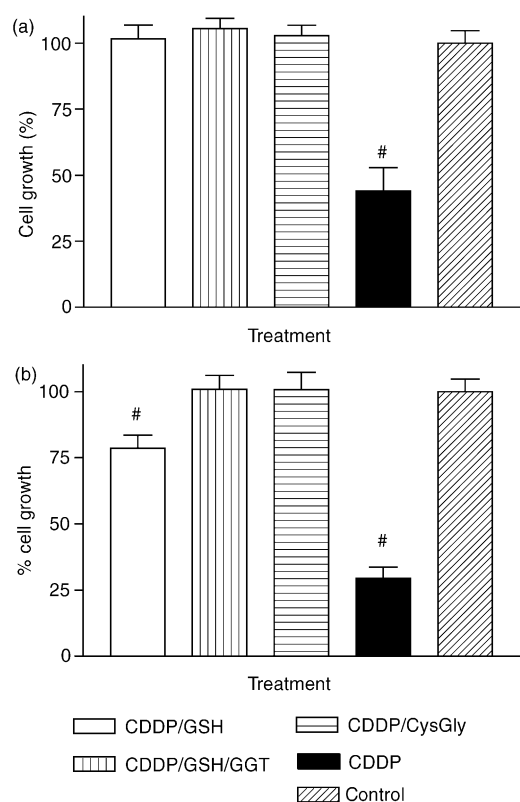 (a)
100
75
50
25
0
Cell growth (%)
#
Treatment
(b)
100
75
50
25
0
% cell growth
#
#
Treatment
CDDP/GSH
CDDP/CysGly
CDDP/GSH/GGT
CDDP
Control